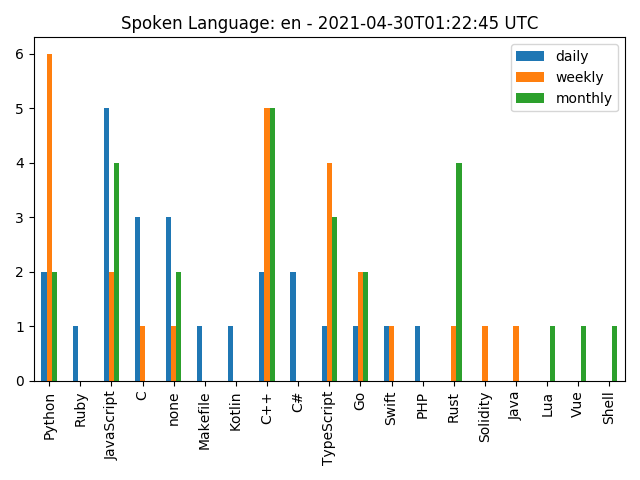 Spoken Language: en - 2021-04-30T01:22:45 UTC
daily
weekly
monthly
6
5
4
3
2
1
0
Python
Ruby
JavaScript
C
none
Makefile
Kotlin
C++
C#
TypeScript
Go
Swift
PHP
Rust
Solidity
Java
Lua
Vue
Shell